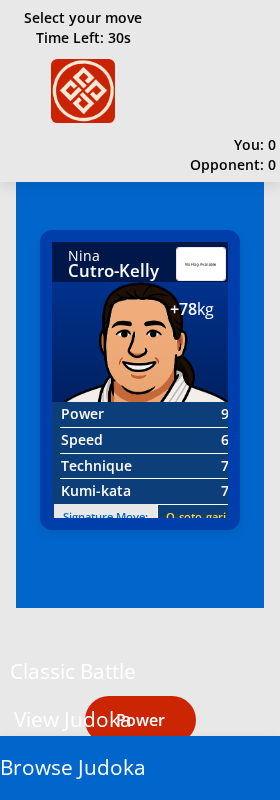 Select your move
Time Left: 30s
You: 0
Opponent: 0
Nina
Cutro-Kelly
No Flag Available
+78kg
Power 9
Speed 6
Technique 7
Kumi-kata 7
Signature Move: O-soto-gari
Classic Battle
View Judoka
Power
Browse Judoka